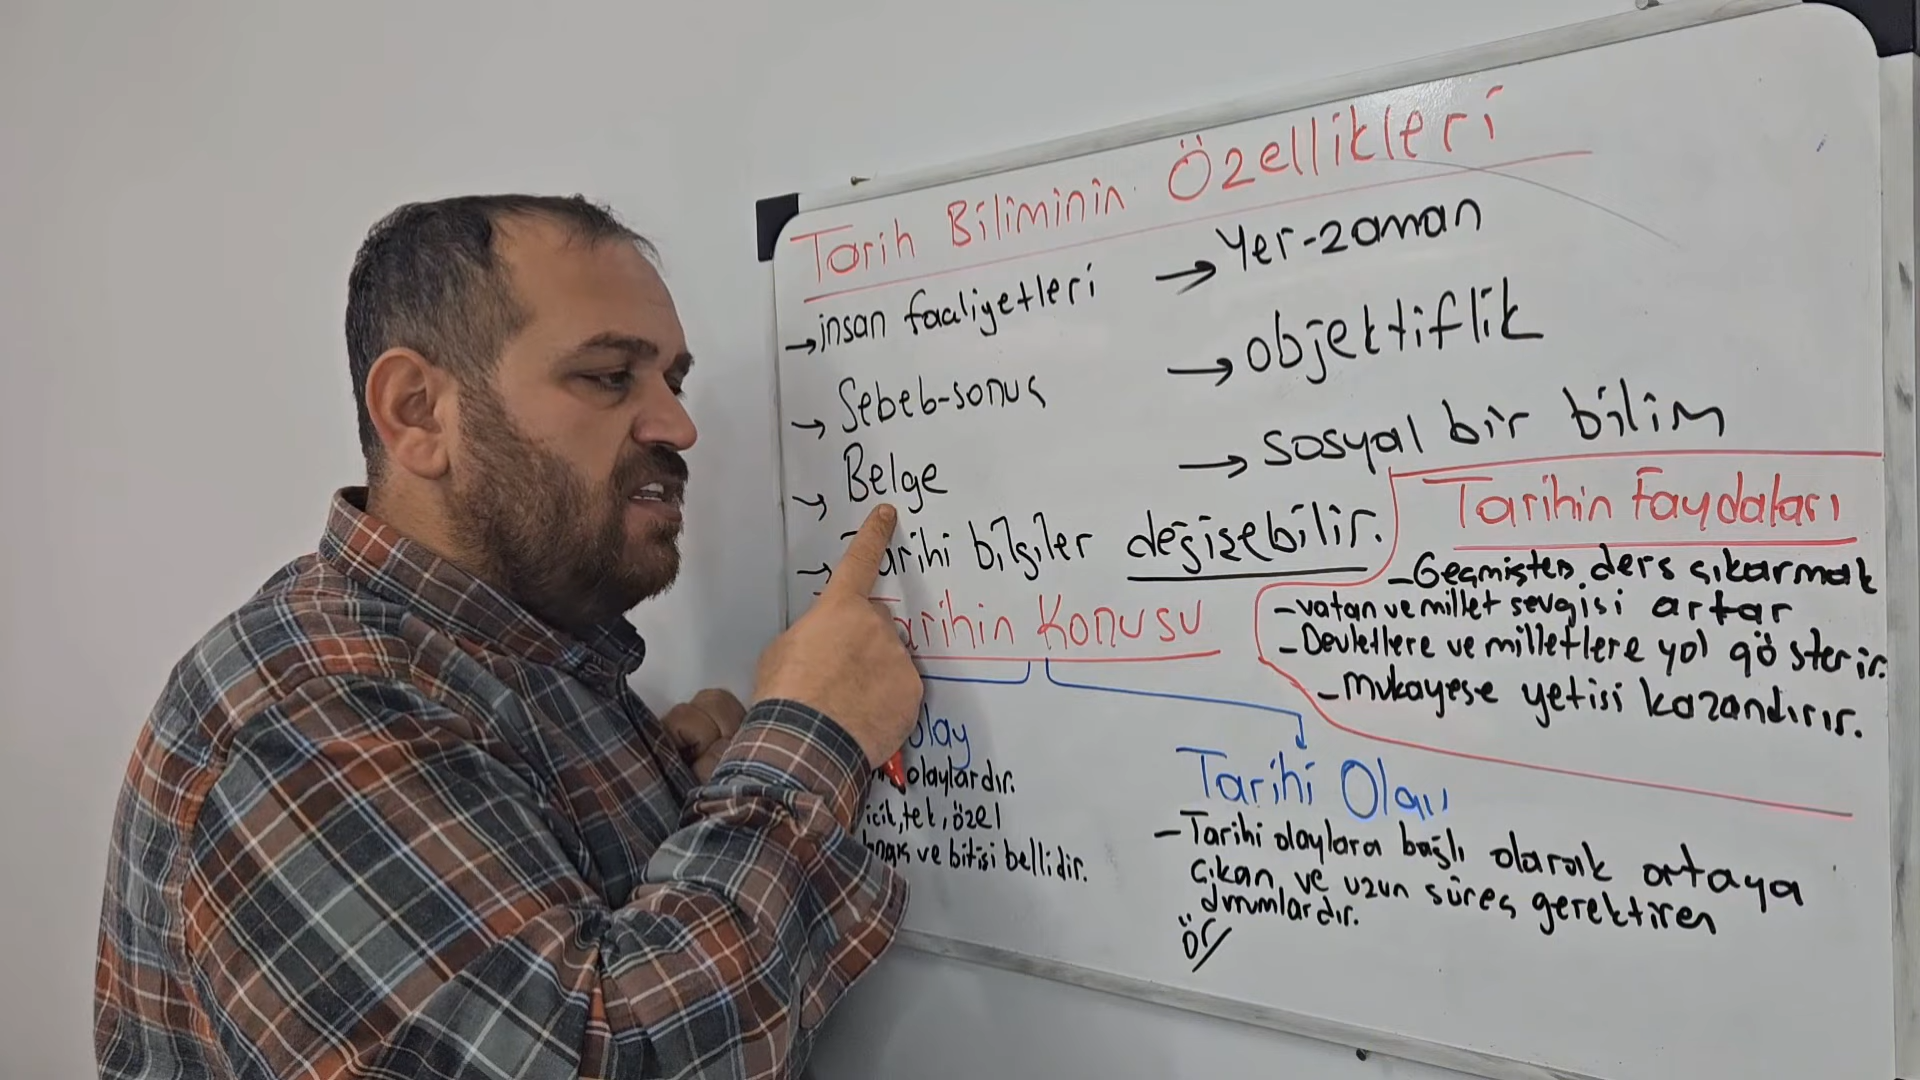 Tarih Biliminin Özellikleri
→ insan faaliyetleri
→ Sebeb-sonuç
→ Belge
→ Tarihi bilgiler değişebilir.
→ Yer-zaman
→ objektiflik
→ sosyal bir bilim
Tarihin Faydaları
- Geçmişten ders çıkarmak
- vatan ve millet sevgisi artar
- Devletlere ve milletlere yol gösterir.
- mukayese yetisi kazandırır.
Tarihin Konusu
olay
olaylardır.
tek, özel
ve bitişi bellidir.
Tarihi Olgu
- Tarihi olaylara bağlı olarak ortaya
çıkan ve uzun süreç gerektiren
durumlardır.
ör/